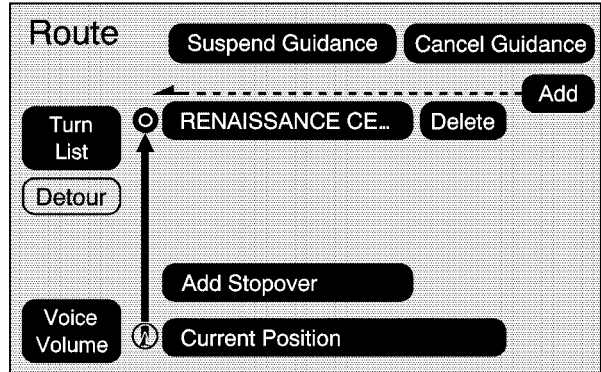 Route
Suspend Guidance
Cancel Guidance
Add
Turn
List
RENAISSANCE CE...
Delete
Detour
Add Stopover
Voice
Volume
Current Position